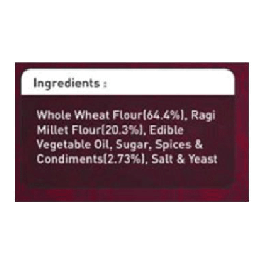 Ingredients :
Whole Wheat Flour(64.4%), Ragi
Millet Flour(20.3%), Edible
Vegetable Oil, Sugar, Spices &
Condiments(2.73%), Salt & Yeast